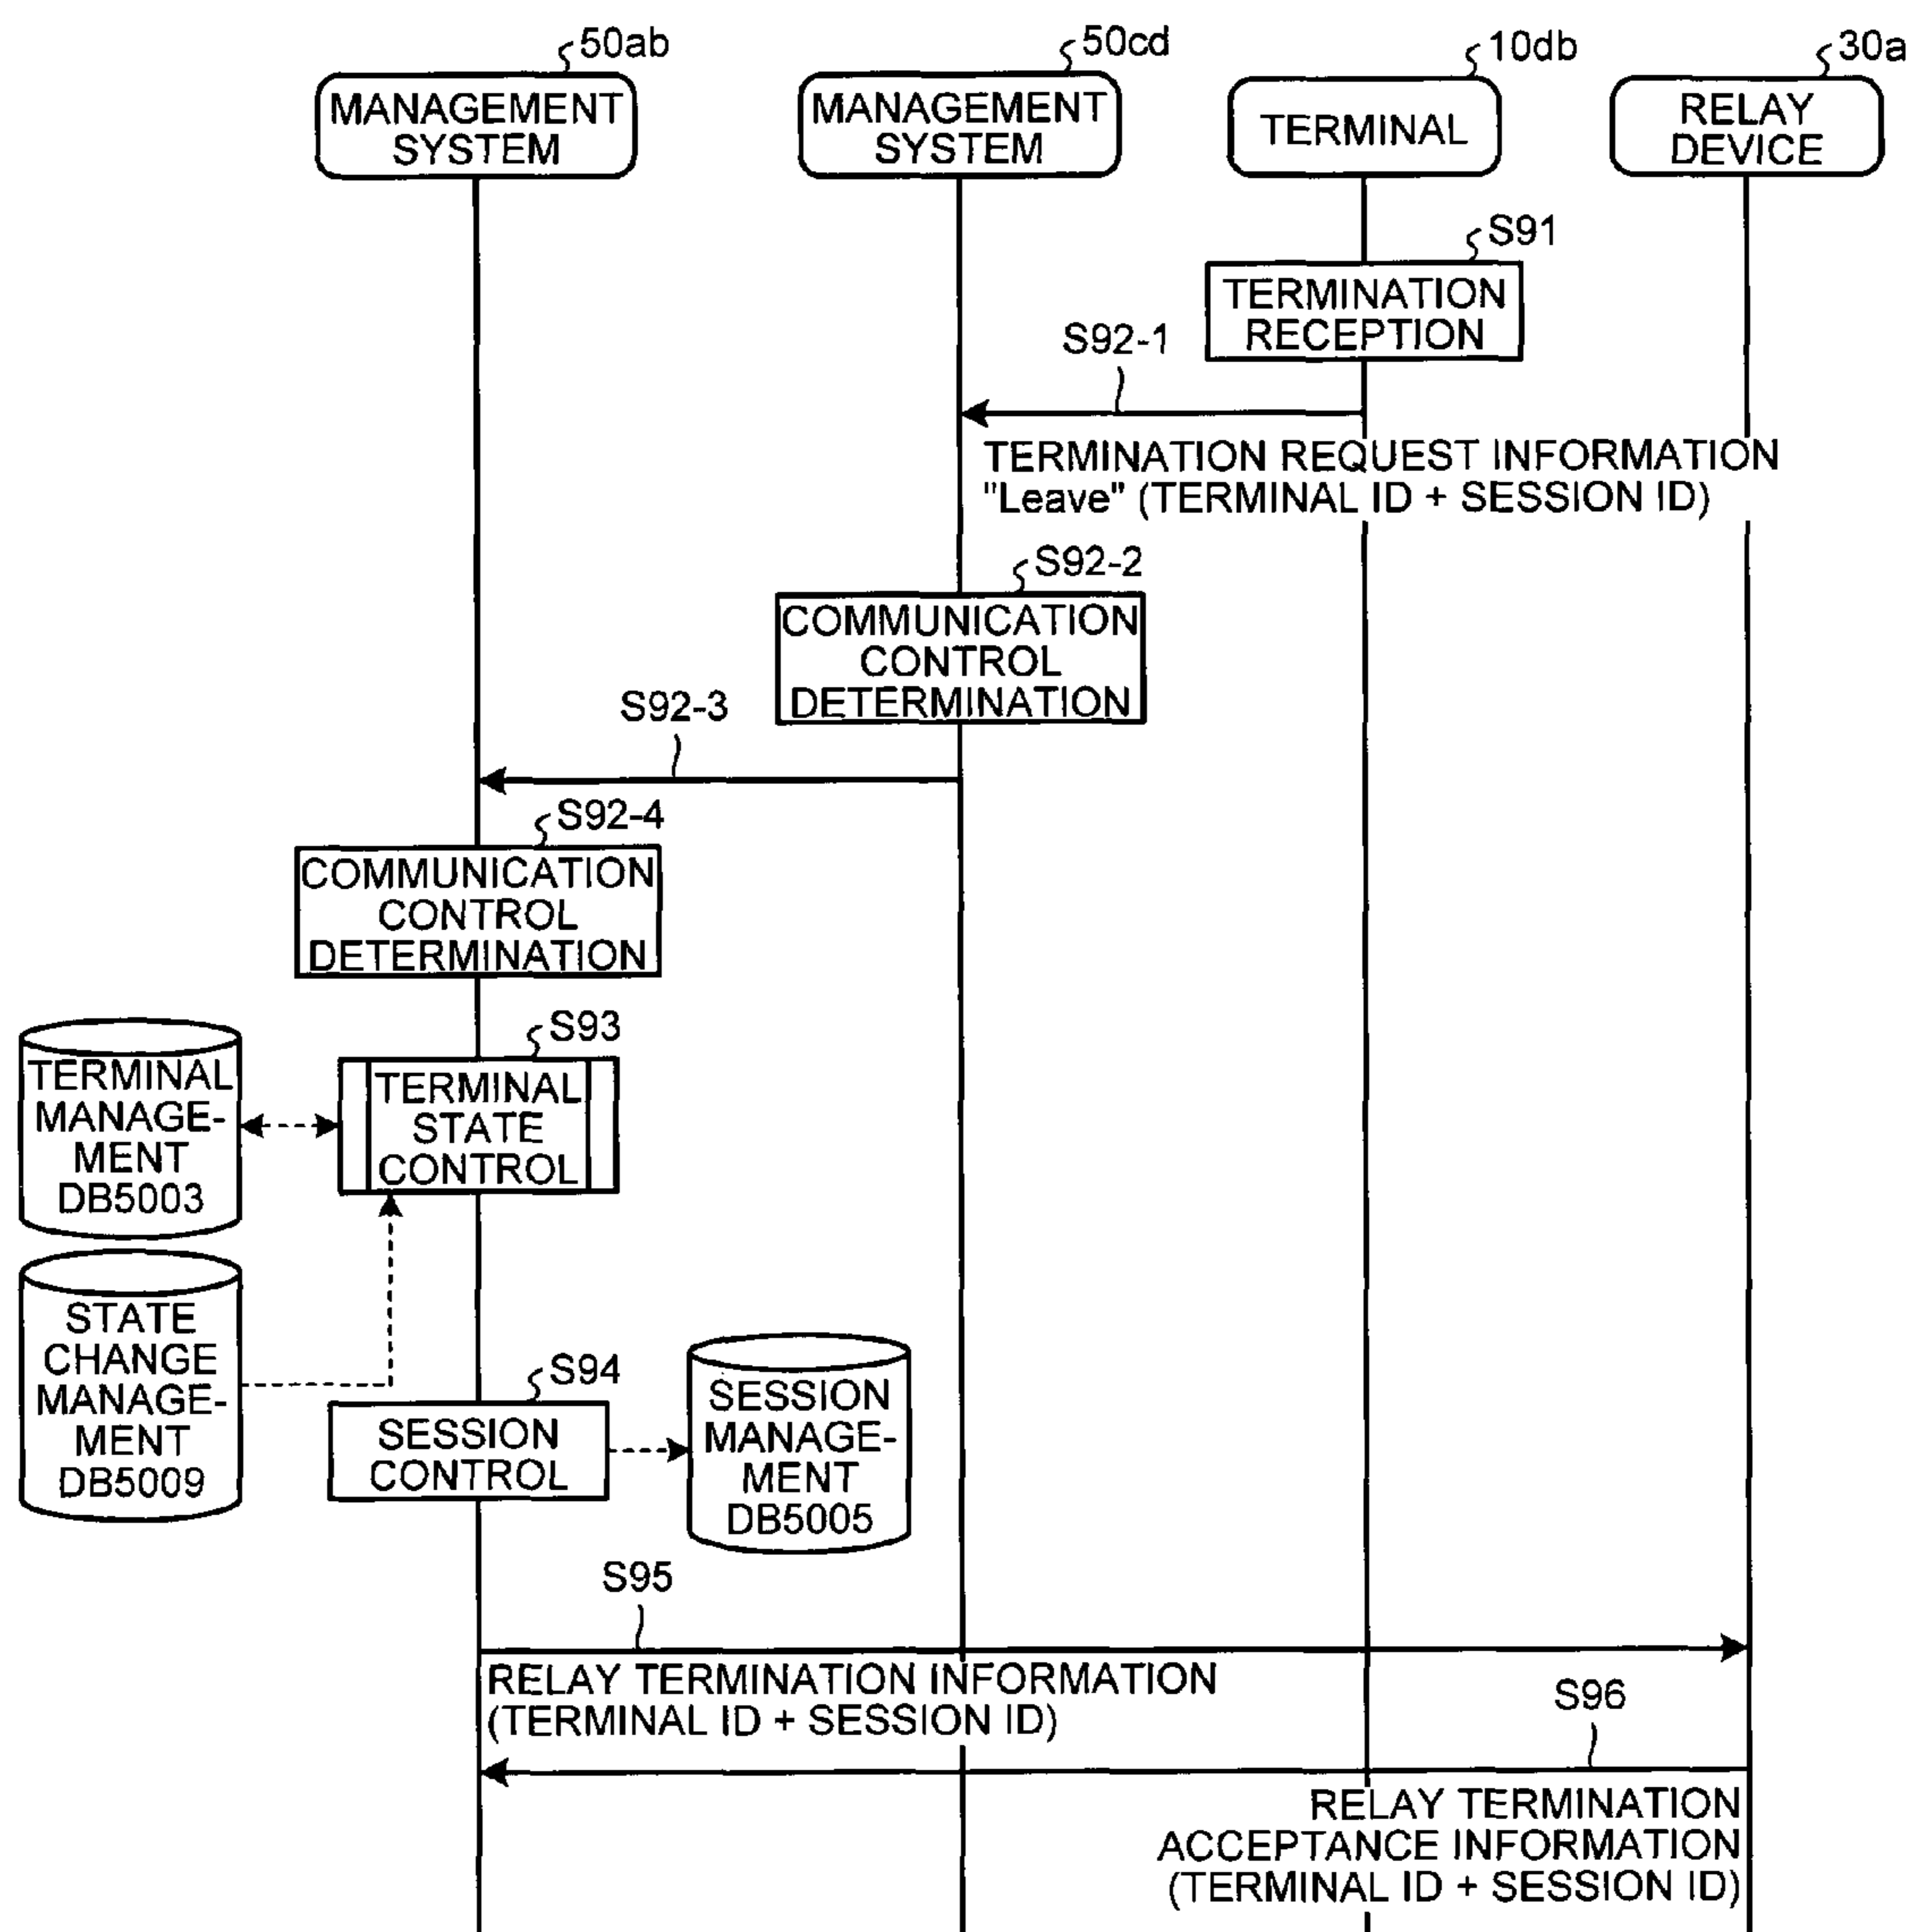 50ab
50cd
10db
30a
MANAGEMENT
SYSTEM
MANAGEMENT
SYSTEM
TERMINAL
RELAY
DEVICE
S91
TERMINATION
RECEPTION
S92-1
TERMINATION REQUEST INFORMATION
"Leave" (TERMINAL ID + SESSION ID)
S92-2
COMMUNICATION
CONTROL
DETERMINATION
S92-3
S92-4
COMMUNICATION
CONTROL
DETERMINATION
S93
TERMINAL
MANAGE-
MENT
DB5003
TERMINAL
STATE
CONTROL
STATE
CHANGE
MANAGE-
MENT
DB5009
S94
SESSION
CONTROL
SESSION
MANAGE-
MENT
DB5005
S95
RELAY TERMINATION INFORMATION
(TERMINAL ID + SESSION ID)
S96
RELAY TERMINATION
ACCEPTANCE INFORMATION
(TERMINAL ID + SESSION ID)